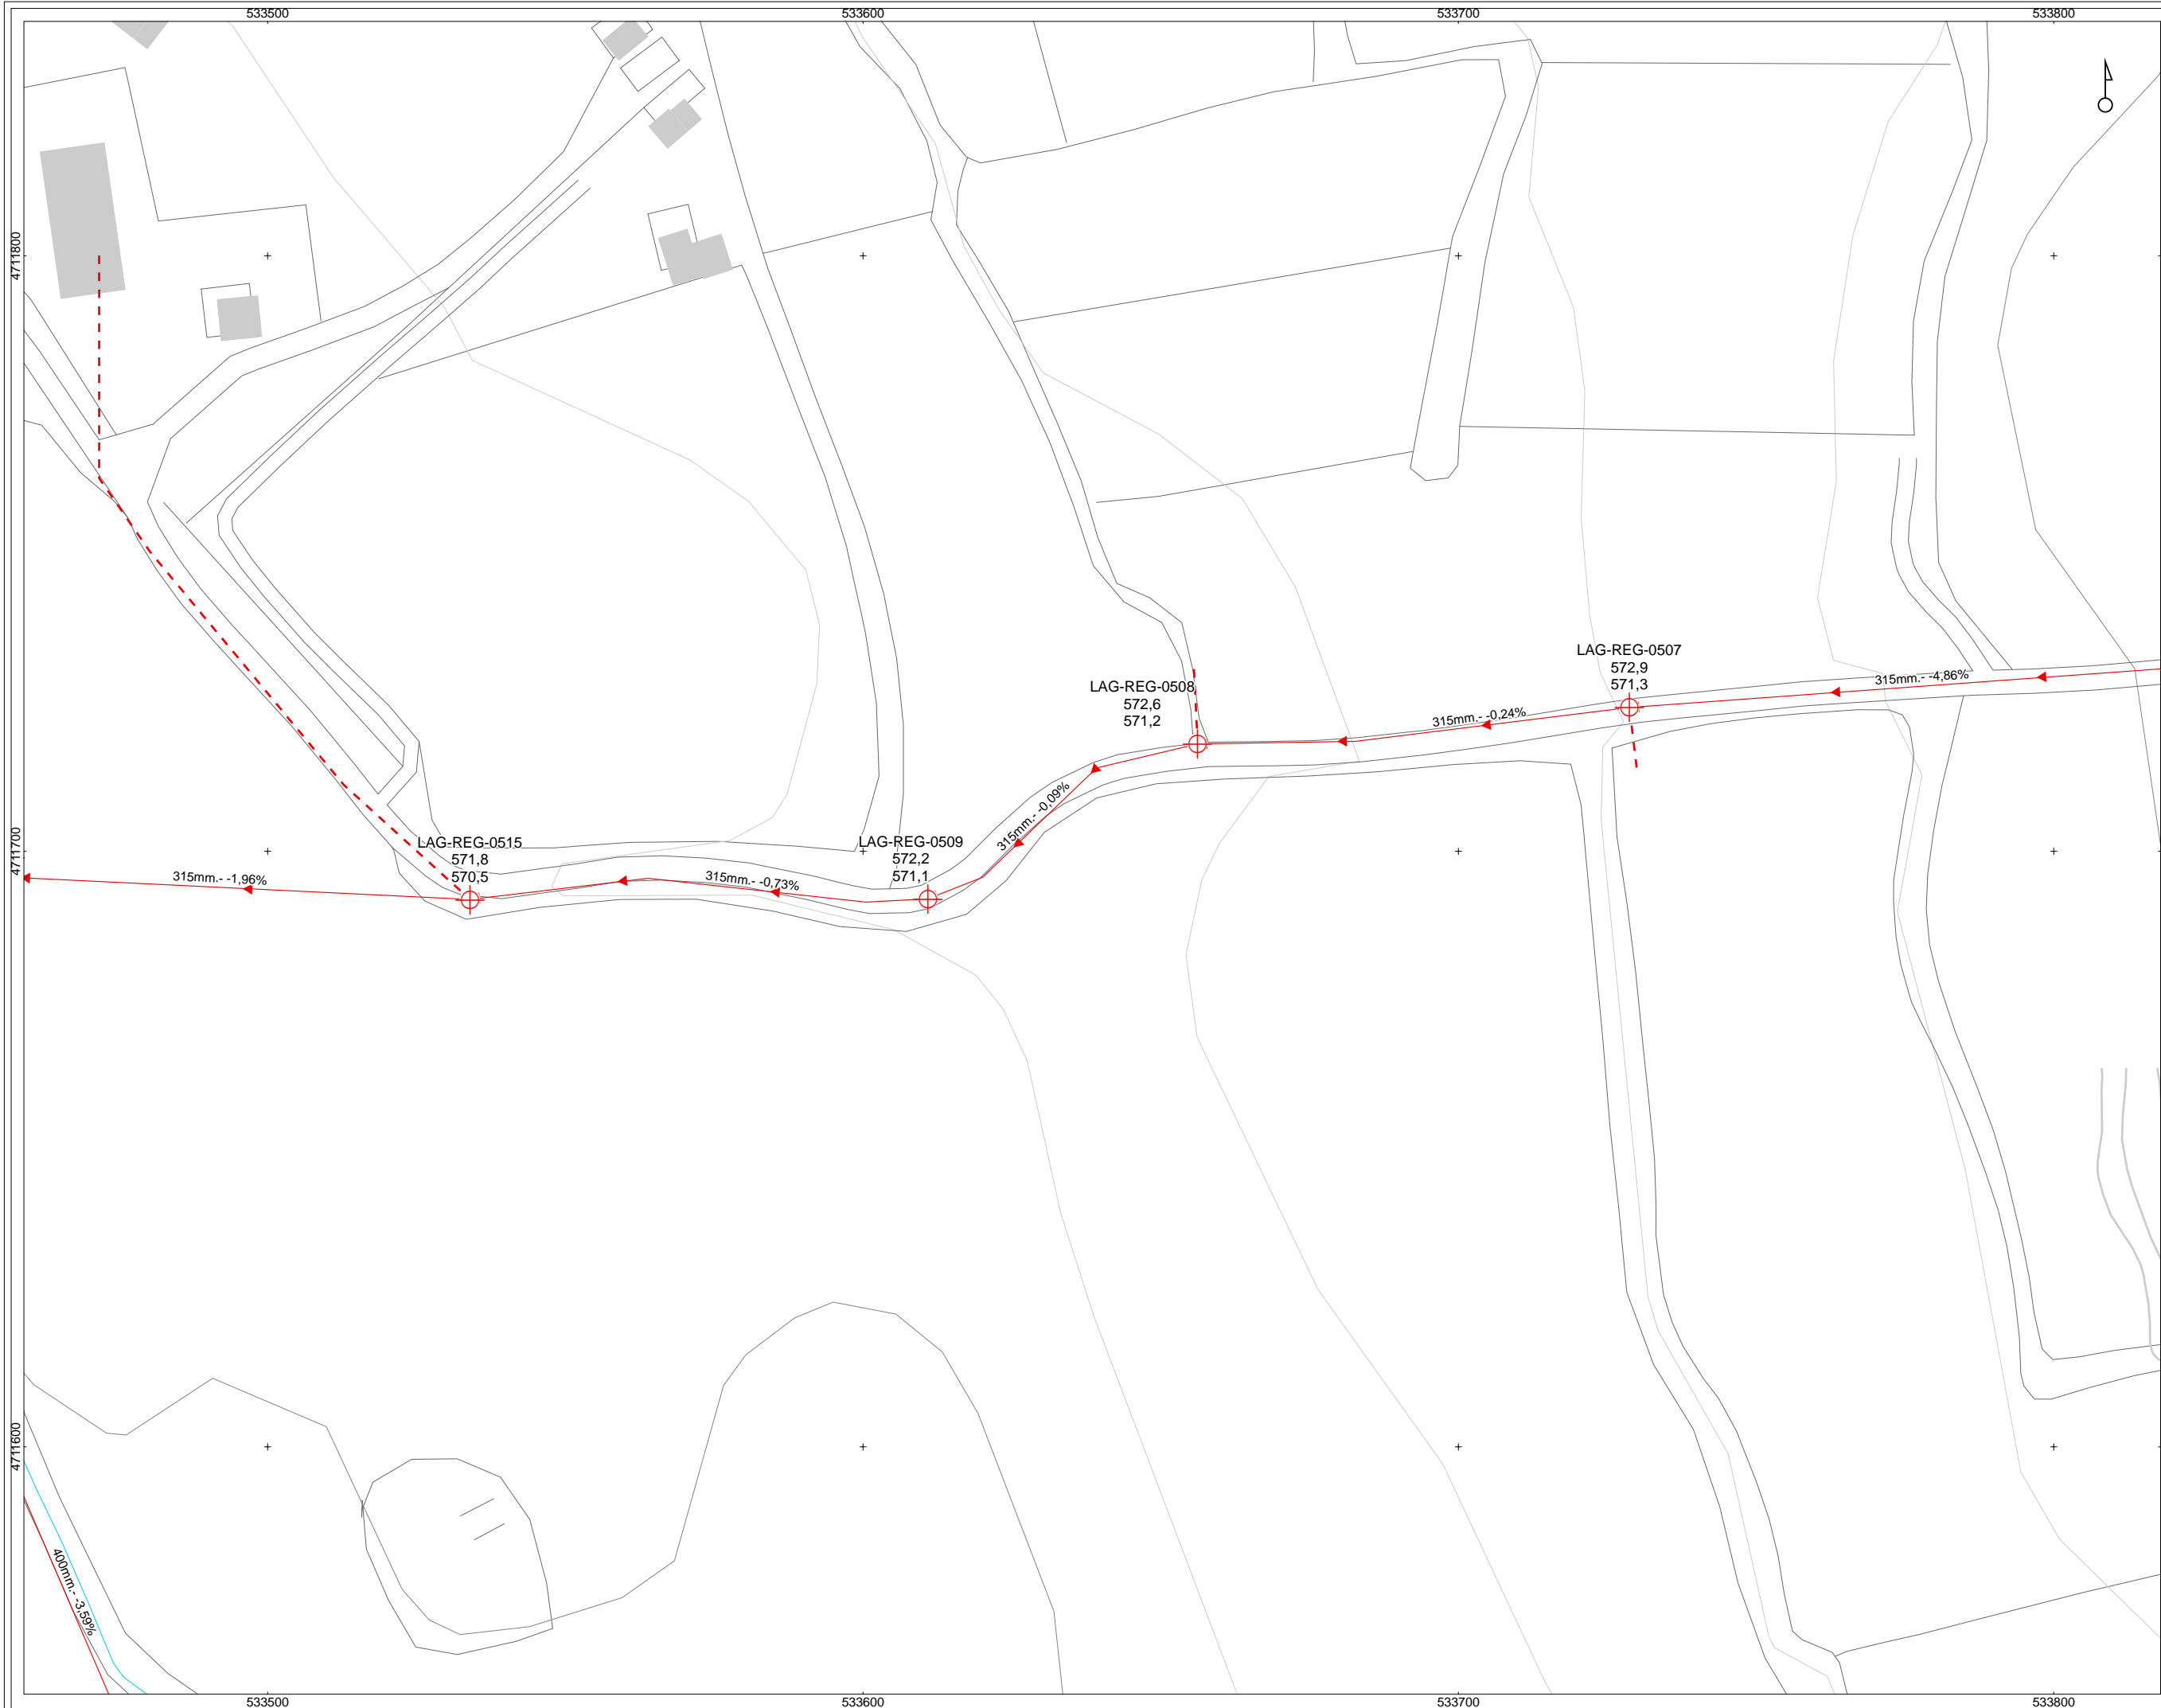 533500
533600
533700
533800
4711800
LAG-REG-0507
572,9
571,3
315mm.- -4,86%
LAG-REG-0508
572,6
571,2
315mm.- -0,24%
315mm.- -0,09%
4711700
LAG-REG-0515
571,8
570,5
LAG-REG-0509
572,2
571,1
315mm.- -1,96%
315mm.- -0,73%
4711600
400mm.- -3,59%
533500
533600
533700
533800